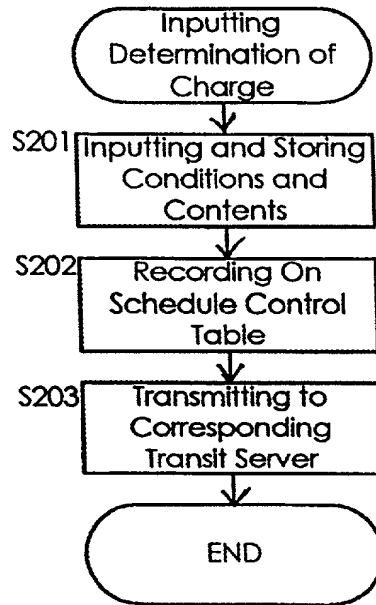 Inputting
Determination of
Charge
S201
Inputting and Storing
Conditions and
Contents
S202
Recording On
Schedule Control
Table
S203
Transmitting to
Corresponding
Transit Server
END